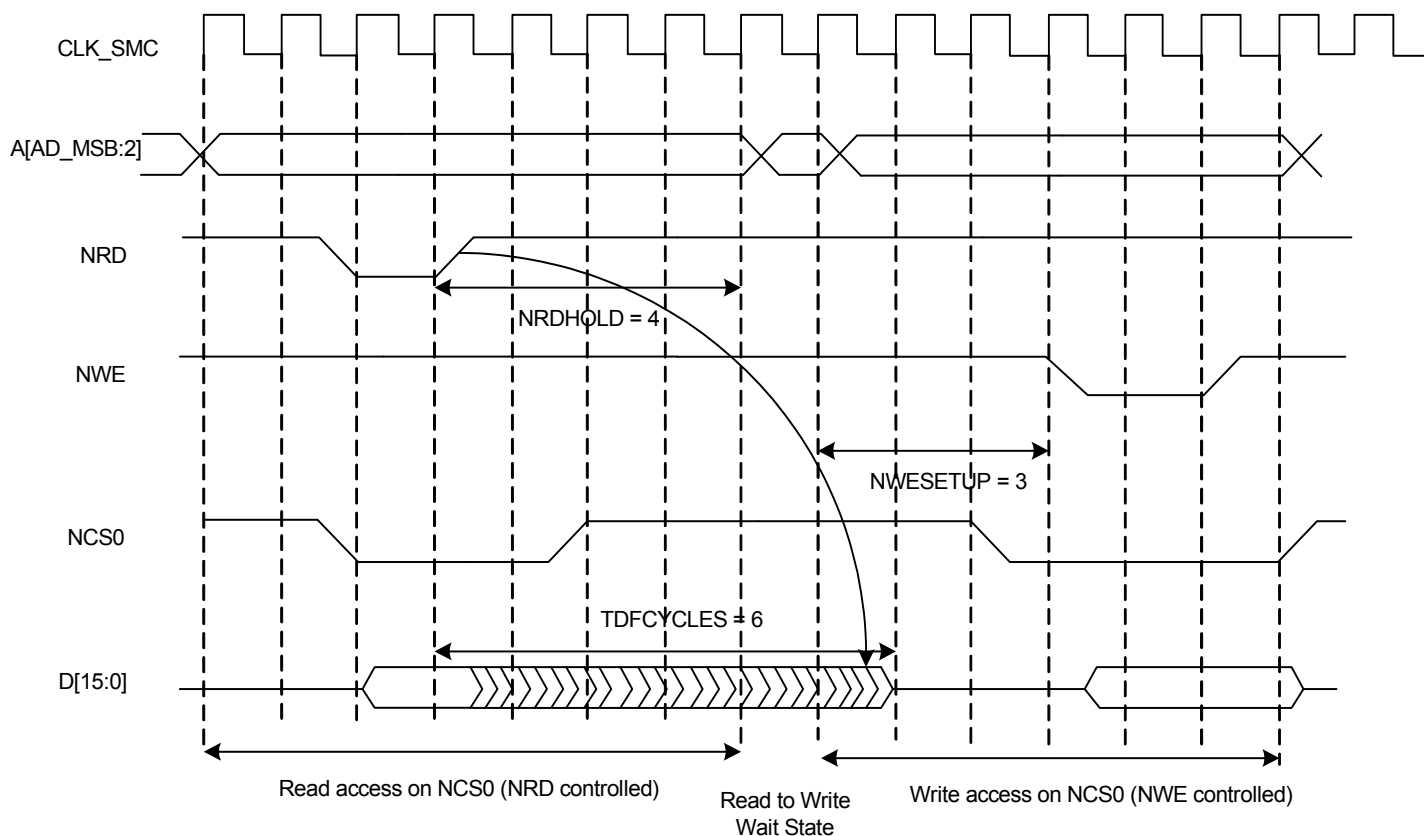 CLK_SMC
A[AD_MSB:2]
NRD
NRDHOLD = 4
NWE
NWESETUP = 3
NCS0
TDFCYCLES = 6
D[15:0]
Read access on NCS0 (NRD controlled)
Read to Write
Wait State
Write access on NCS0 (NWE controlled)